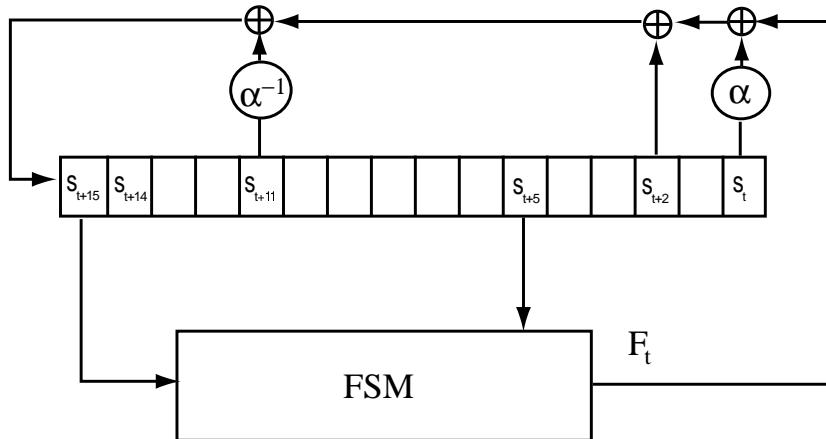 α⁻¹
α
s_{t+15} s_{t+14} s_{t+11} s_{t+5} s_{t+2} s_t
F_t
FSM